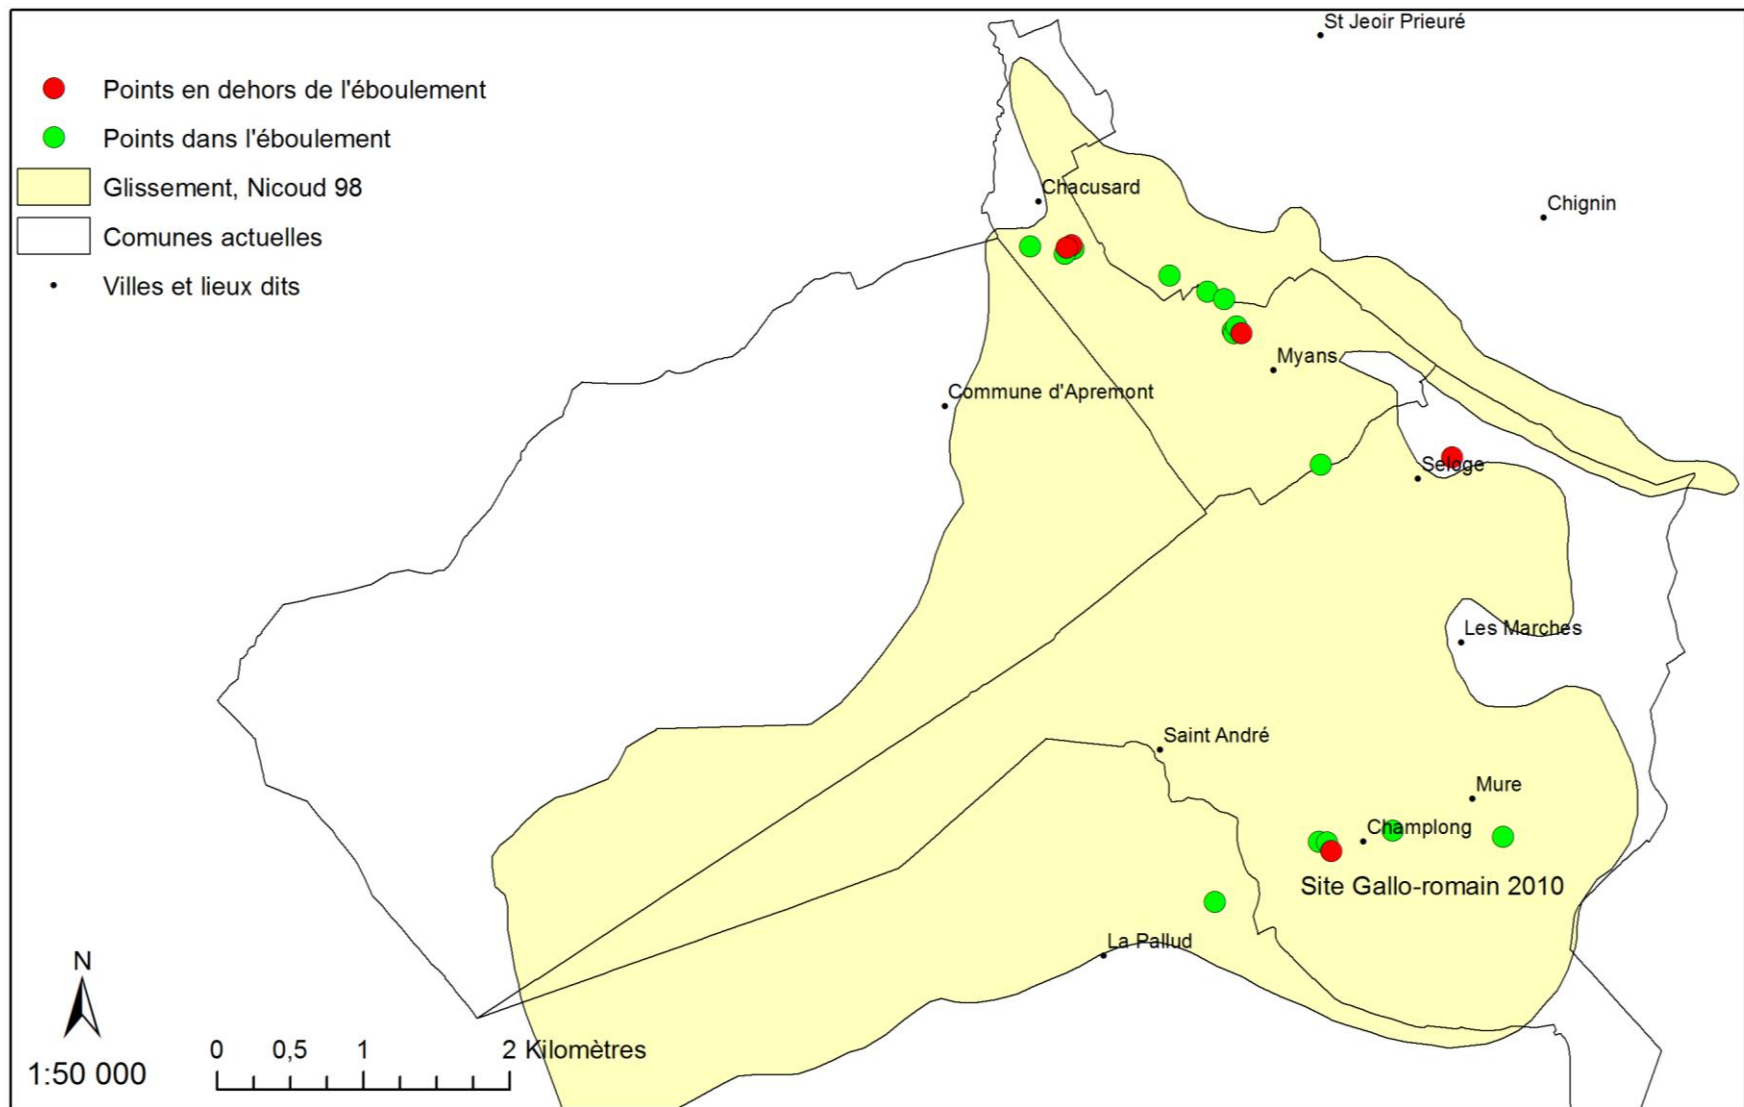 St Jeoir Prieuré
Points en dehors de l'éboulement
Points dans l'éboulement
Glissement, Nicoud 98
Chacusard
Chignin
Comunes actuelles
Villes et lieux dits
Myans
Commune d'Apremont
Seloge
Les Marches
Saint André
Mure
Champlong
Site Gallo-romain 2010
La Pallud
N
0 0,5 1 2 Kilomètres
1:50 000